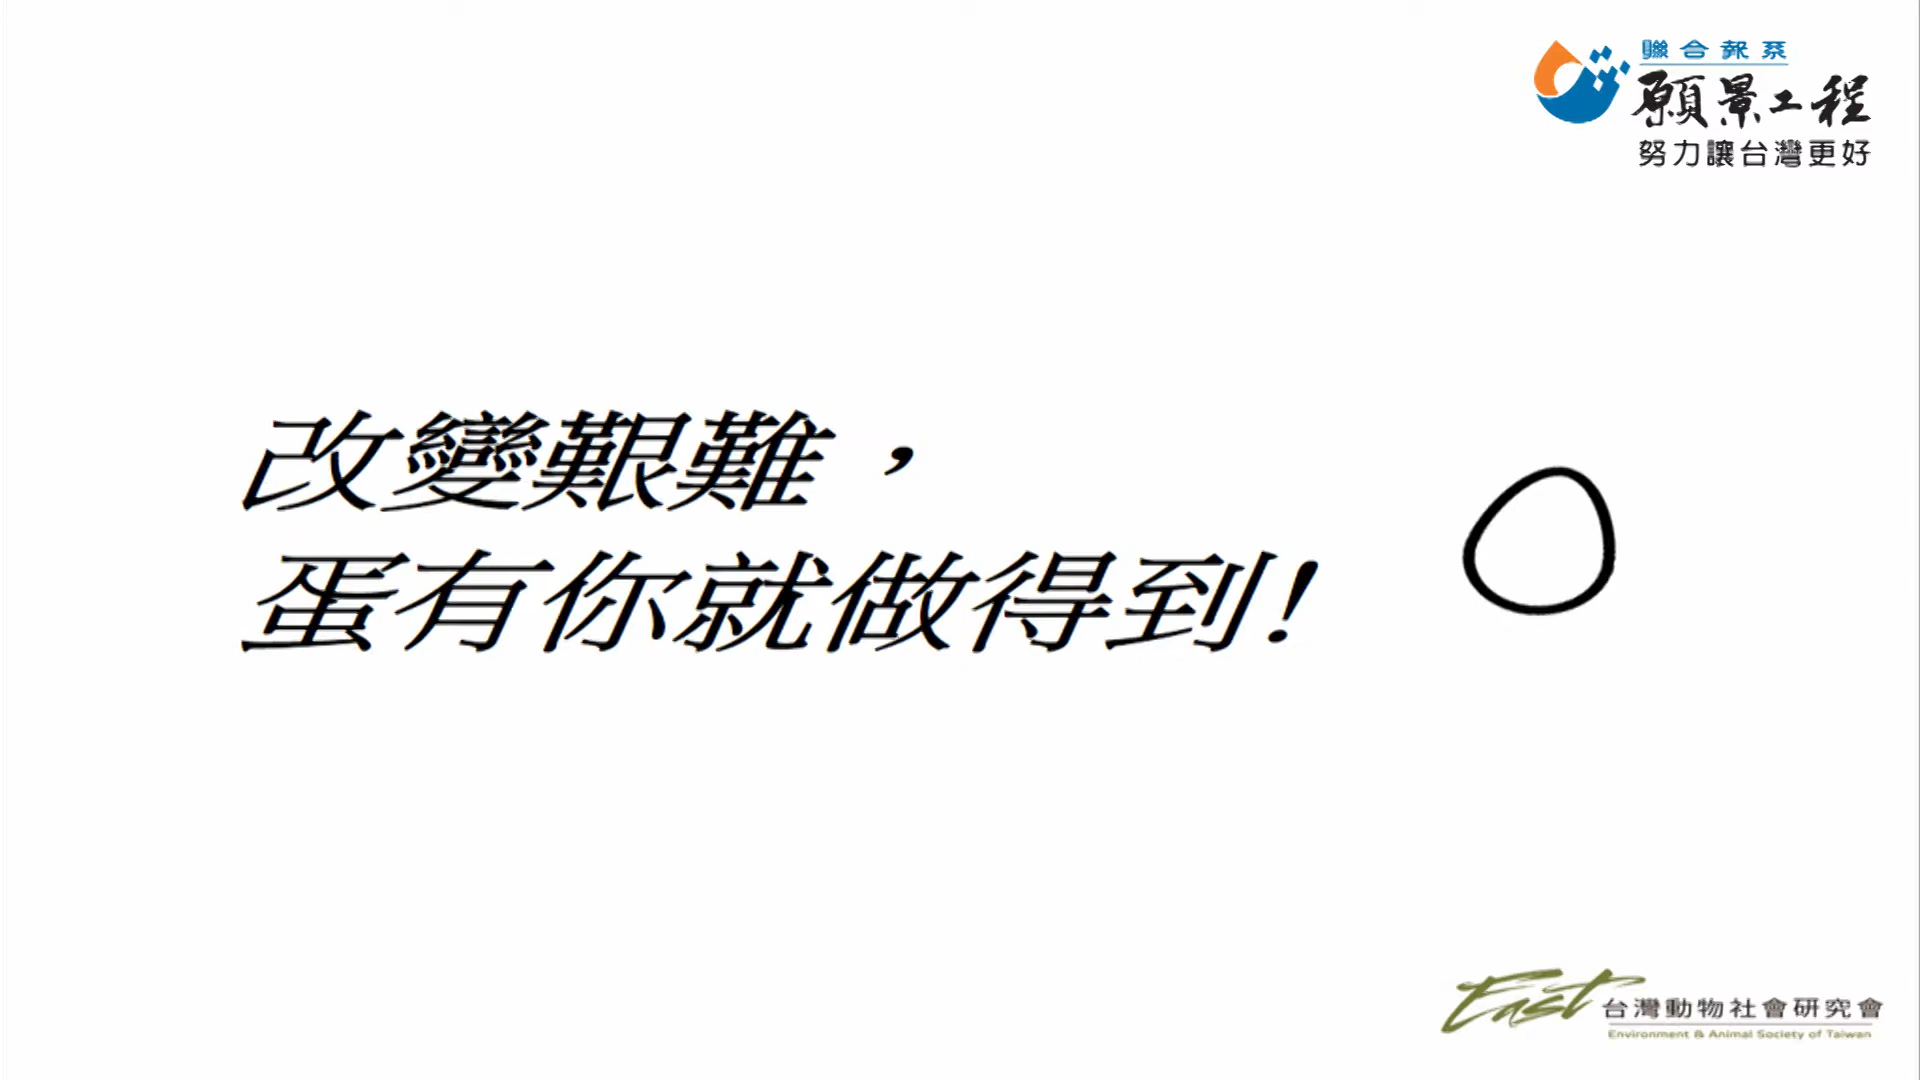 聯合報系
願景工程
努力讓台灣更好
改變艱難，
蛋有你就做得到！
East 台灣動物社會研究會
Environment & Animal Society of Taiwan